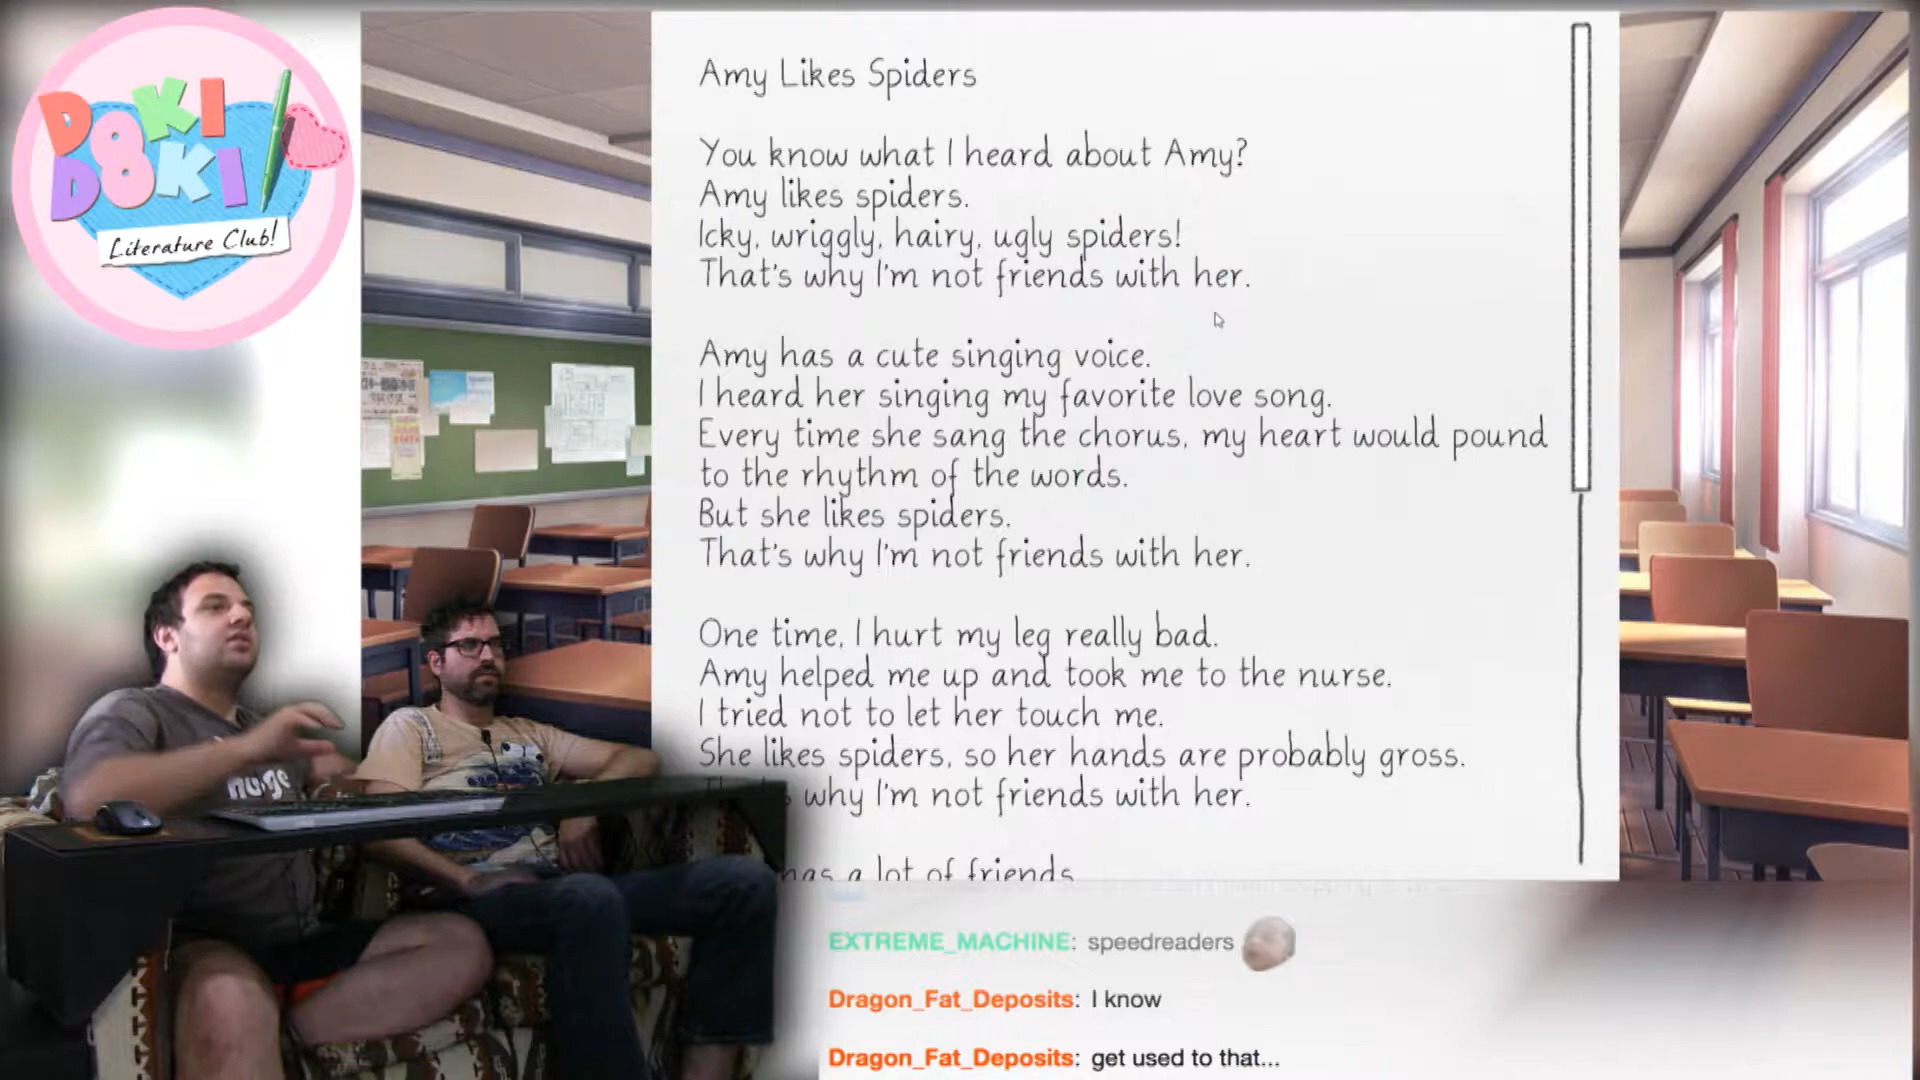 DOKI
DOKI
Literature Club!
Amy Likes Spiders
You know what I heard about Amy?
Amy likes spiders.
Icky, wriggly, hairy, ugly spiders!
That's why I'm not friends with her.
Amy has a cute singing voice.
I heard her singing my favorite love song.
Every time she sang the chorus, my heart would pound
to the rhythm of the words.
But she likes spiders.
That's why I'm not friends with her.
One time, I hurt my leg really bad.
Amy helped me up and took me to the nurse.
I tried not to let her touch me.
She likes spiders, so her hands are probably gross.
why I'm not friends with her.
has a lot of friends
EXTREME_MACHINE: speedreaders
Dragon_Fat_Deposits: I know
Dragon_Fat_Deposits: get used to that...